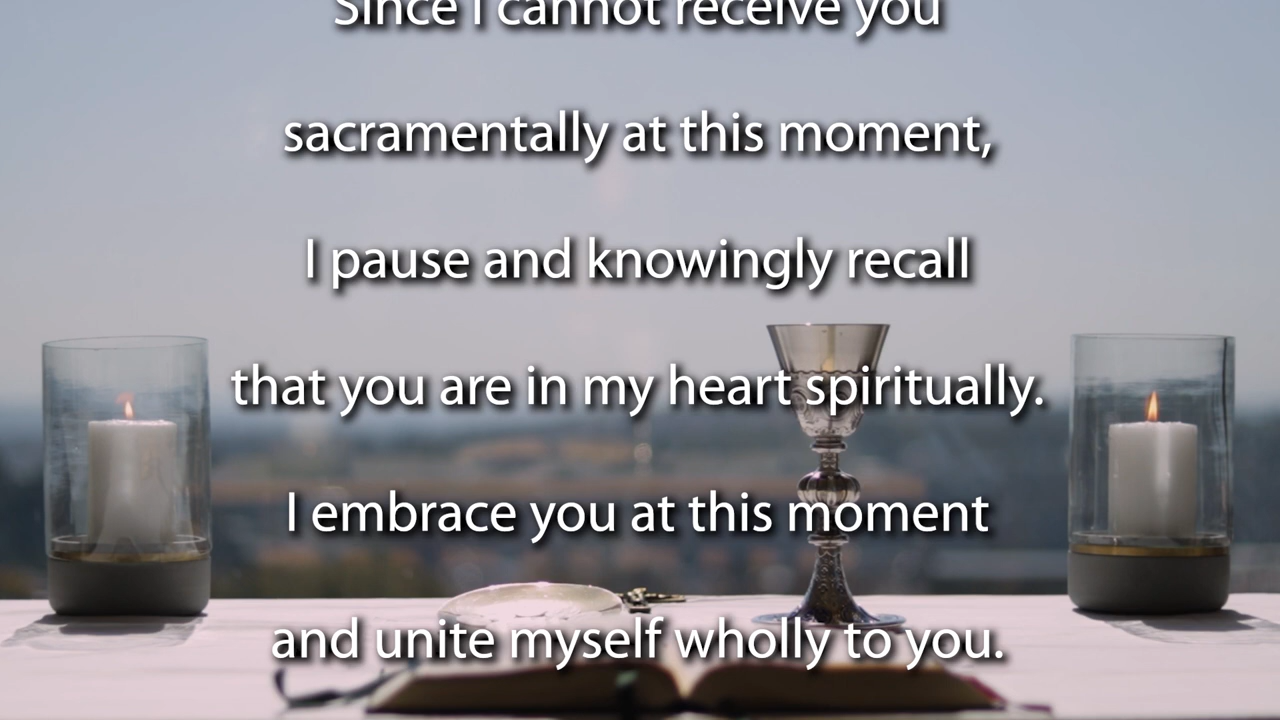 Since I cannot receive you
sacramentally at this moment,
I pause and knowingly recall
that you are in my heart spiritually.
I embrace you at this moment
and unite myself wholly to you.